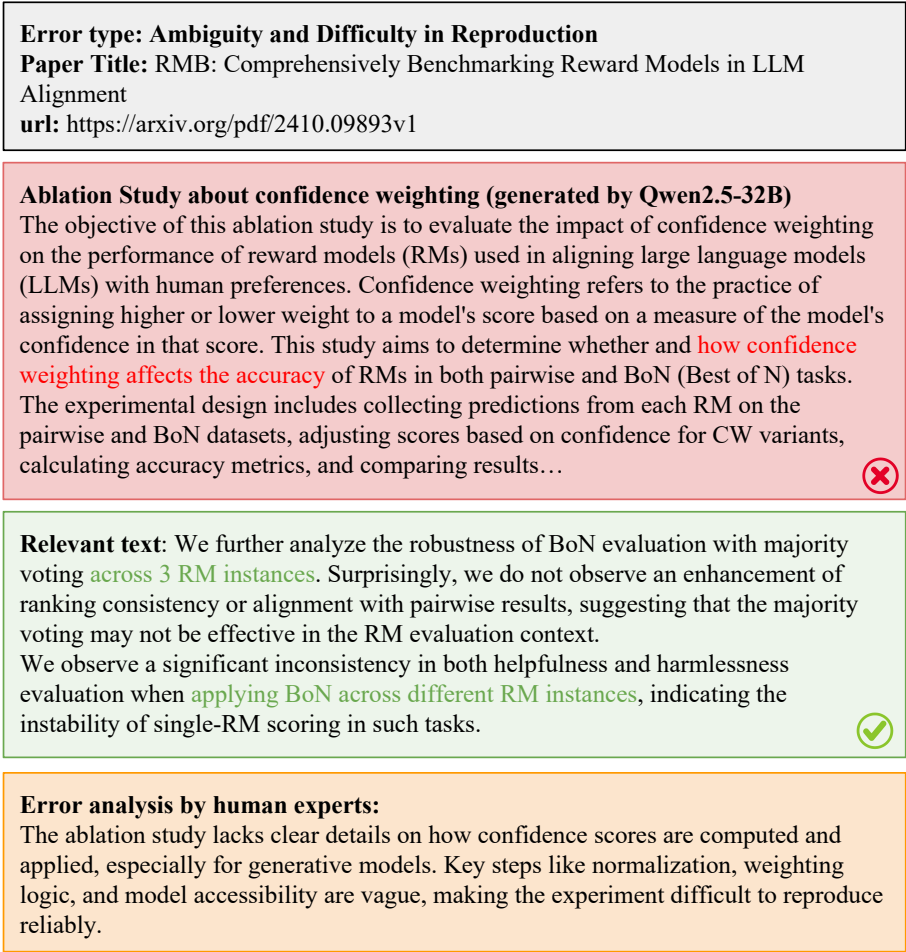 Error type: Ambiguity and Difficulty in Reproduction
Paper Title: RMB: Comprehensively Benchmarking Reward Models in LLM
Alignment
url: https://arxiv.org/pdf/2410.09893v1
Ablation Study about confidence weighting (generated by Qwen2.5-32B)
The objective of this ablation study is to evaluate the impact of confidence weighting
on the performance of reward models (RMs) used in aligning large language models
(LLMs) with human preferences. Confidence weighting refers to the practice of
assigning higher or lower weight to a model's score based on a measure of the model's
confidence in that score. This study aims to determine whether and how confidence
weighting affects the accuracy of RMs in both pairwise and BoN (Best of N) tasks.
The experimental design includes collecting predictions from each RM on the
pairwise and BoN datasets, adjusting scores based on confidence for CW variants,
calculating accuracy metrics, and comparing results…
Relevant text: We further analyze the robustness of BoN evaluation with majority
voting across 3 RM instances. Surprisingly, we do not observe an enhancement of
ranking consistency or alignment with pairwise results, suggesting that the majority
voting may not be effective in the RM evaluation context.
We observe a significant inconsistency in both helpfulness and harmlessness
evaluation when applying BoN across different RM instances, indicating the
instability of single-RM scoring in such tasks.
Error analysis by human experts:
The ablation study lacks clear details on how confidence scores are computed and
applied, especially for generative models. Key steps like normalization, weighting
logic, and model accessibility are vague, making the experiment difficult to reproduce
reliably.